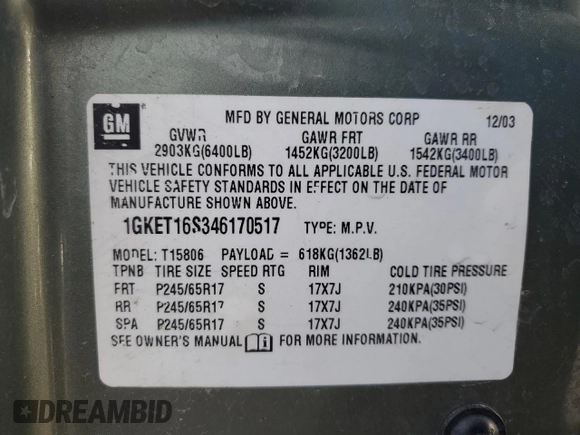 GM
MFD BY GENERAL MOTORS CORP 12/03
GVWR GAWR FRT GAWR RR
2903KG(6400LB) 1452KG(3200LB) 1542KG(3400LB)
THIS VEHICLE CONFORMS TO ALL APPLICABLE U.S. FEDERAL MOTOR
VEHICLE SAFETY STANDARDS IN EFFECT ON THE DATE OF
MANUFACTURE SHOWN ABOVE.
1GKET16S346170517 TYPE: M.P.V.
MODEL: T15806 PAYLOAD = 618KG(1362LB)
TPNB TIRE SIZE SPEED RTG RIM COLD TIRE PRESSURE
FRT P245/65R17 S 17X7J 210KPA(30PSI)
RR P245/65R17 S 17X7J 240KPA(35PSI)
SPA P245/65R17 S 17X7J 240KPA(35PSI)
SEE OWNER'S MANUAL FOR MORE INFORMATION.
DREAMBID